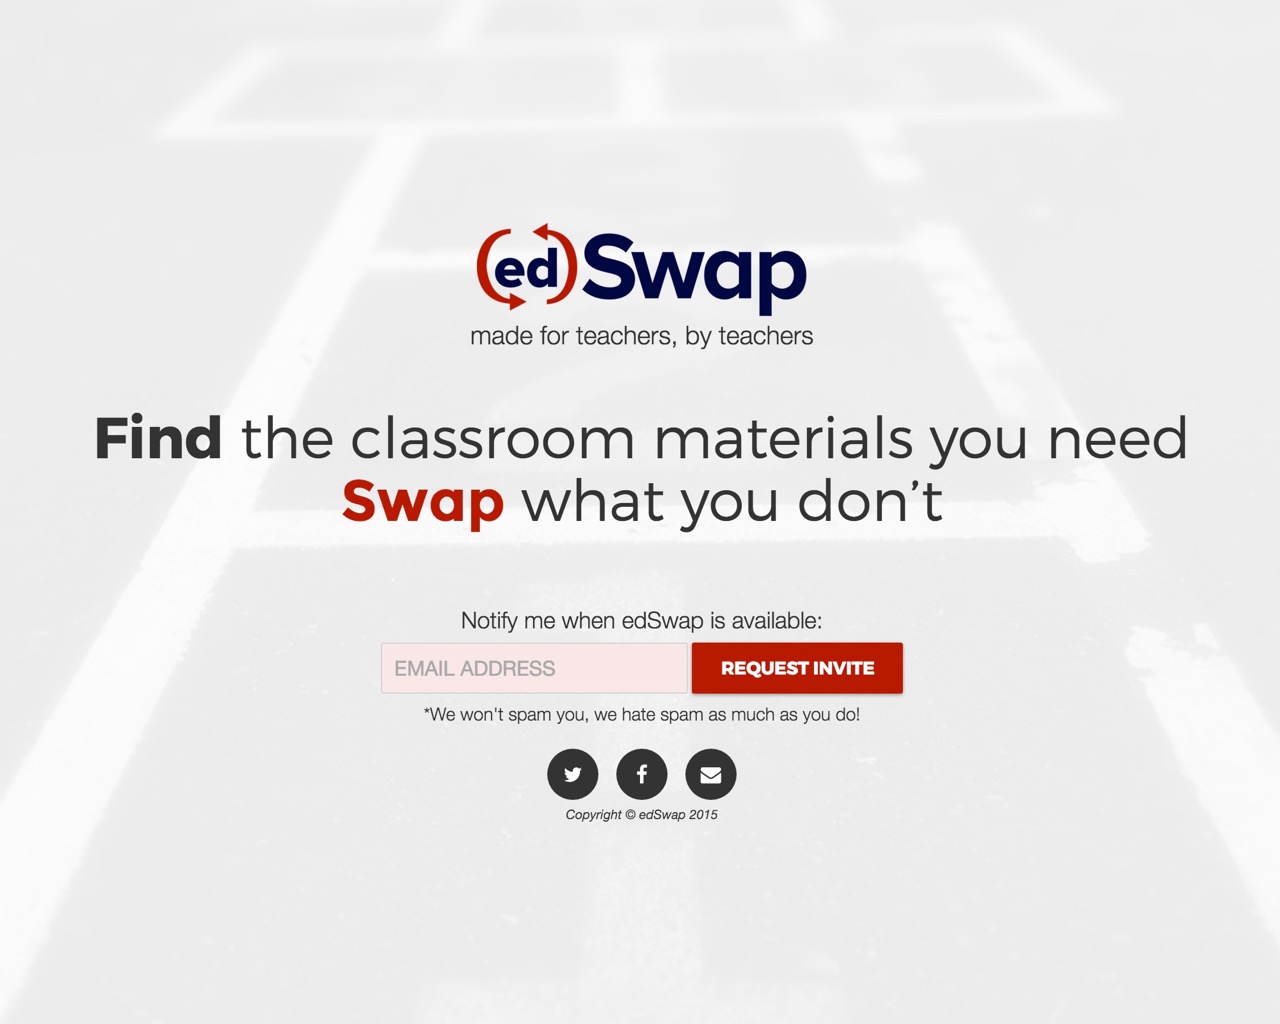 edSwap
made for teachers, by teachers
Find the classroom materials you need
Swap what you don’t
Notify me when edSwap is available:
EMAIL ADDRESS
REQUEST INVITE
*We won't spam you, we hate spam as much as you do!
Copyright © edSwap 2015